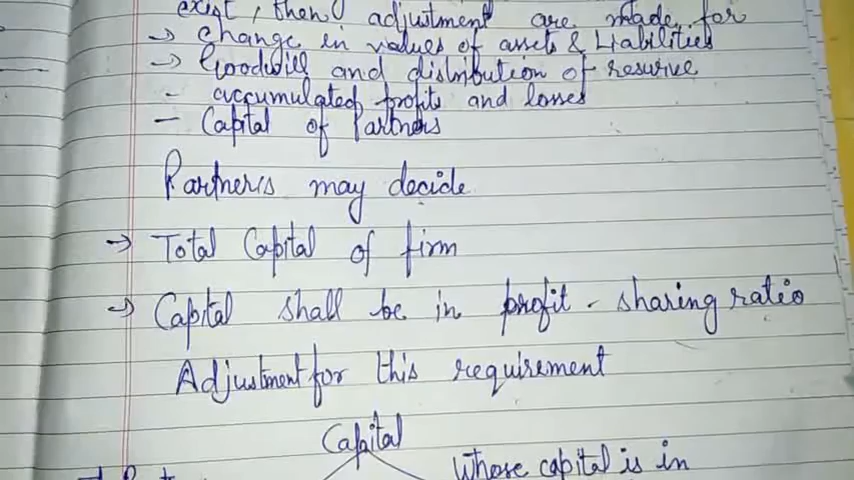 exist, then adjustment are made for
→ Change in values of assets & Liabilities
→ Goodwill and distribution of resurve
- accumulated profits and losses
- Capital of Partners
Partner's may decide
→ Total Capital of firm
→ Capital shall be in profit - sharing ratio
Adjustment for this requirement
Capital
Whose capital is in